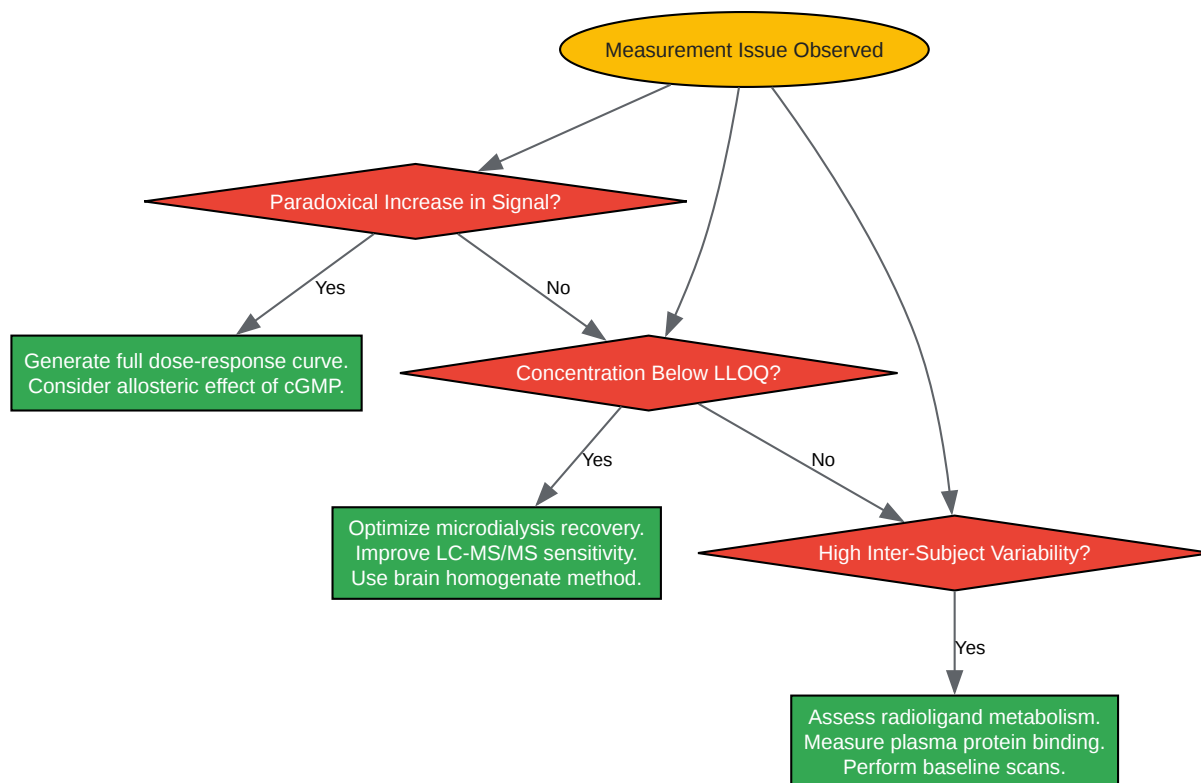 Measurement Issue Observed
Paradoxical Increase in Signal?
Yes
No
Generate full dose-response curve.
Consider allosteric effect of cGMP.
Concentration Below LLOQ?
Yes
No
Optimize microdialysis recovery.
Improve LC-MS/MS sensitivity.
Use brain homogenate method.
High Inter-Subject Variability?
Yes
Assess radioligand metabolism.
Measure plasma protein binding.
Perform baseline scans.